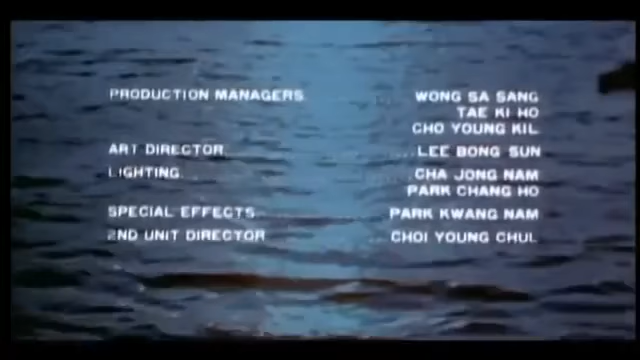 PRODUCTION MANAGERS WONG SA SANG
TAE KI HO
CHO YOUNG KIL
ART DIRECTOR ... LEE BONG SUN
LIGHTING... CHA JONG NAM
PARK CHANG HO
SPECIAL EFFECTS PARK KWANG NAM
2ND UNIT DIRECTOR CHOI YOUNG CHUL